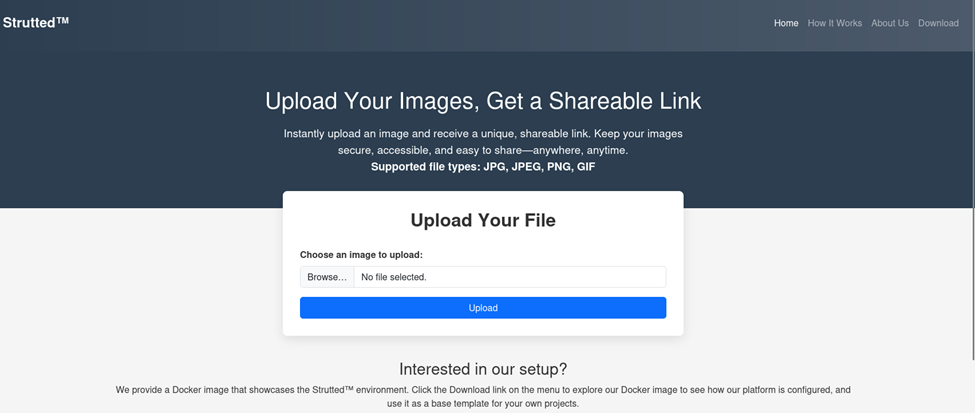 Strutted™
Home How It Works About Us Download
Upload Your Images, Get a Shareable Link
Instantly upload an image and receive a unique, shareable link. Keep your images
secure, accessible, and easy to share—anywhere, anytime.
Supported file types: JPG, JPEG, PNG, GIF
Upload Your File
Choose an image to upload:
Browse… No file selected.
Upload
Interested in our setup?
We provide a Docker image that showcases the Strutted™ environment. Click the Download link on the menu to explore our Docker image to see how our platform is configured, and
use it as a base template for your own projects.